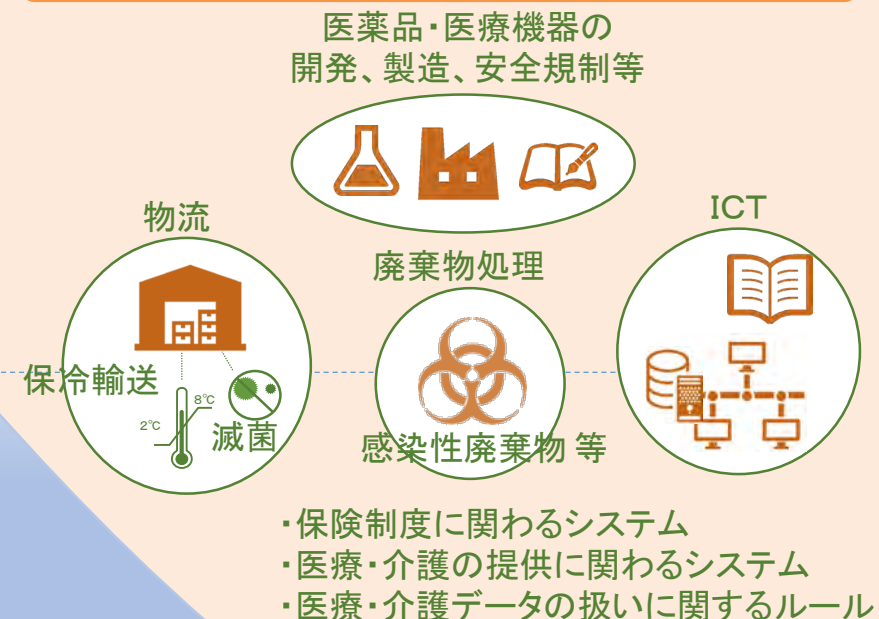 医薬品・医療機器の
開発、製造、安全規制等
物流
ICT
廃棄物処理
保冷輸送
8℃
2℃
滅菌
感染性廃棄物 等
・保険制度に関わるシステム
・医療・介護の提供に関わるシステム
・医療・介護データの扱いに関するルール